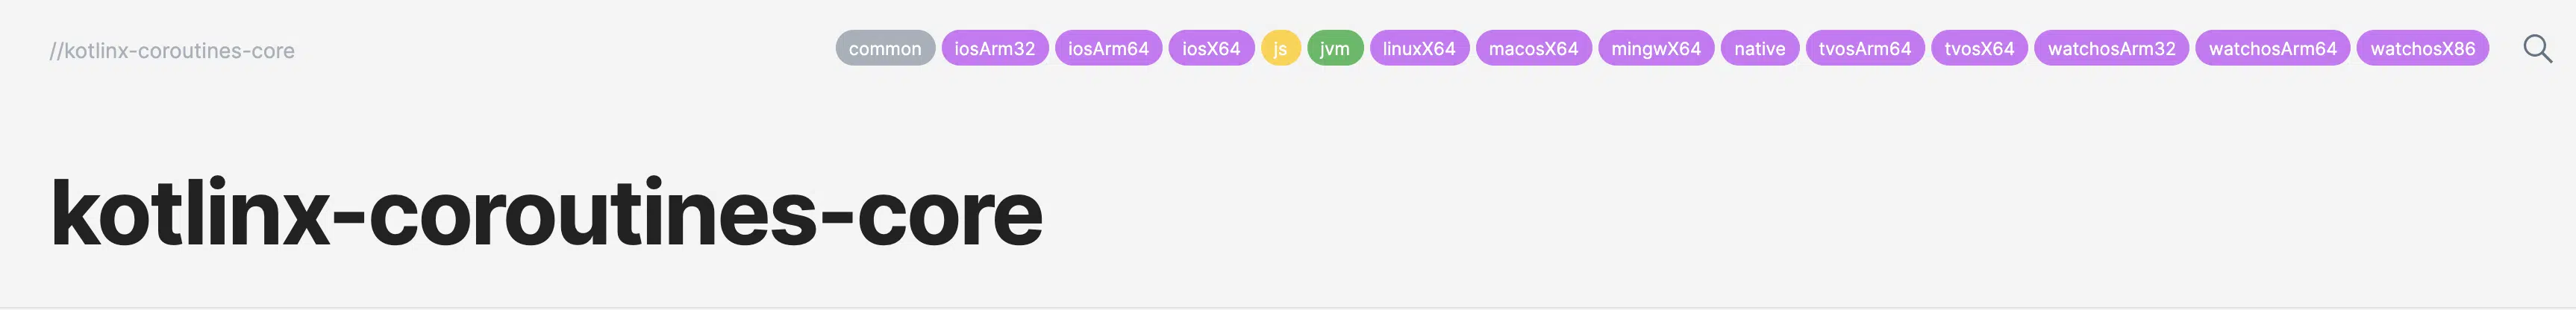 //kotlinx-coroutines-core
common iosArm32 iosArm64 iosX64 js jvm linuxX64 macosX64 mingwX64 native tvosArm64 tvosX64 watchosArm32 watchosArm64 watchosX86
kotlinx-coroutines-core